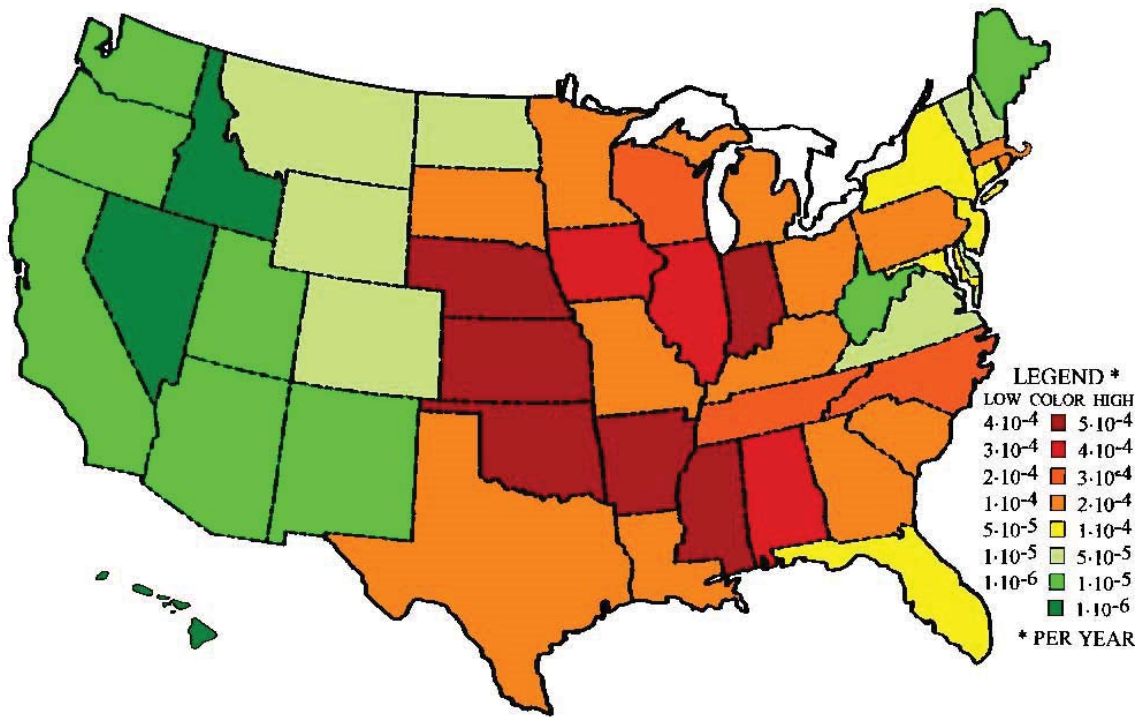 LEGEND *
LOW COLOR HIGH
4·10-4 5·10-4
3·10-4 4·10-4
2·10-4 3·10-4
1·10-4 2·10-4
5·10-5 1·10-4
1·10-5 5·10-5
1·10-6 1·10-5
1·10-6
* PER YEAR